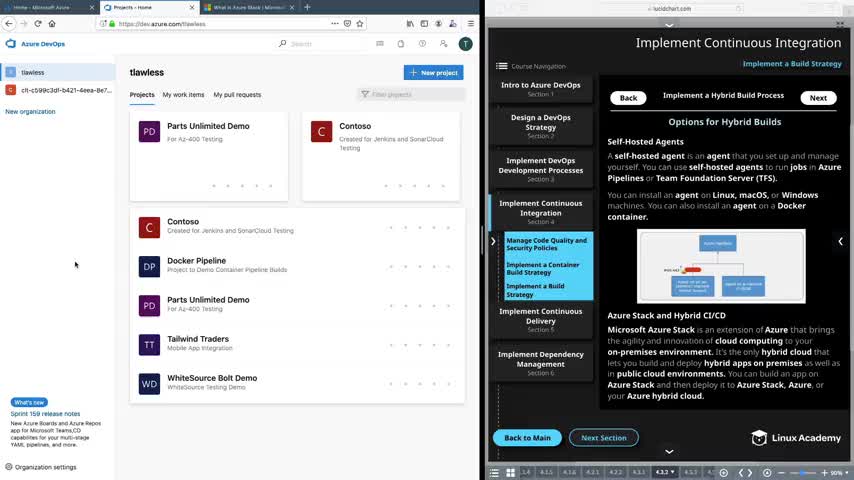 Home - Microsoft Azure
Projects - Home
What is Azure Stack | Microsof
https://dev.azure.com/tlawless
Azure DevOps
Search
T
tlawless
clt-c599c3df-b421-4eea-8e7...
New organization
What's new
Sprint 159 release notes
New Azure Boards and Azure Repos
app for Microsoft Teams,CD
capabilites for your multi-stage
YAML pipelines, and more.
Organization settings
tlawless
New project
Projects
My work items
My pull requests
Filter projects
PD
Parts Unlimited Demo
For Az-400 Testing
C
Contoso
Created for Jenkins and SonarCloud
Testing
C
Contoso
Created for Jenkins and SonarCloud Testing
DP
Docker Pipeline
Project to Demo Container Pipeline Builds
PD
Parts Unlimited Demo
For Az-400 Testing
TT
Tailwind Traders
Mobile App Integration
WD
WhiteSource Bolt Demo
WhiteSource Testing Demo
lucidchart.com
Implement Continuous Integration
Implement a Build Strategy
Course Navigation
Intro to Azure DevOps
Section 1
Design a DevOps
Strategy
Section 2
Implement DevOps
Development Processes
Section 3
Implement Continuous
Integration
Section 4
Manage Code Quality and
Security Policies
Implement a Container
Build Strategy
Implement a Build
Strategy
Implement Continuous
Delivery
Section 5
Implement Dependency
Management
Section 6
Back
Implement a Hybrid Build Process
Next
Options for Hybrid Builds
Self-Hosted Agents
A self-hosted agent is an agent that you set up and manage
yourself. You can use self-hosted agents to run jobs in Azure
Pipelines or Team Foundation Server (TFS).
You can install an agent on Linux, macOS, or Windows
machines. You can also install an agent on a Docker
container.
Azure Stack and Hybrid CI/CD
Microsoft Azure Stack is an extension of Azure that brings
the agility and innovation of cloud computing to your
on-premises environment. It's the only hybrid cloud that
lets you build and deploy hybrid apps on premises as well as
in public cloud environments. You can build an app on
Azure Stack and then deploy it to Azure Stack, Azure, or
your Azure hybrid cloud.
Back to Main
Next Section
Linux Academy
4.1.5
4.1.6
4.2.1
4.2.2
4.3.1
4.3.2
90%